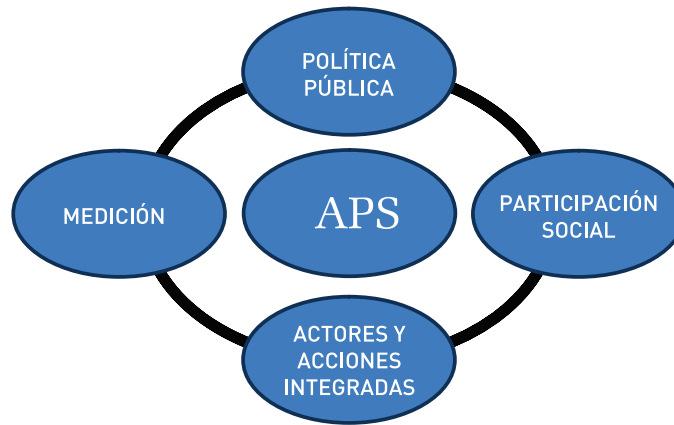 POLÍTICA
PÚBLICA
MEDICIÓN
APS
PARTICIPACIÓN
SOCIAL
ACTORES Y
ACCIONES
INTEGRADAS